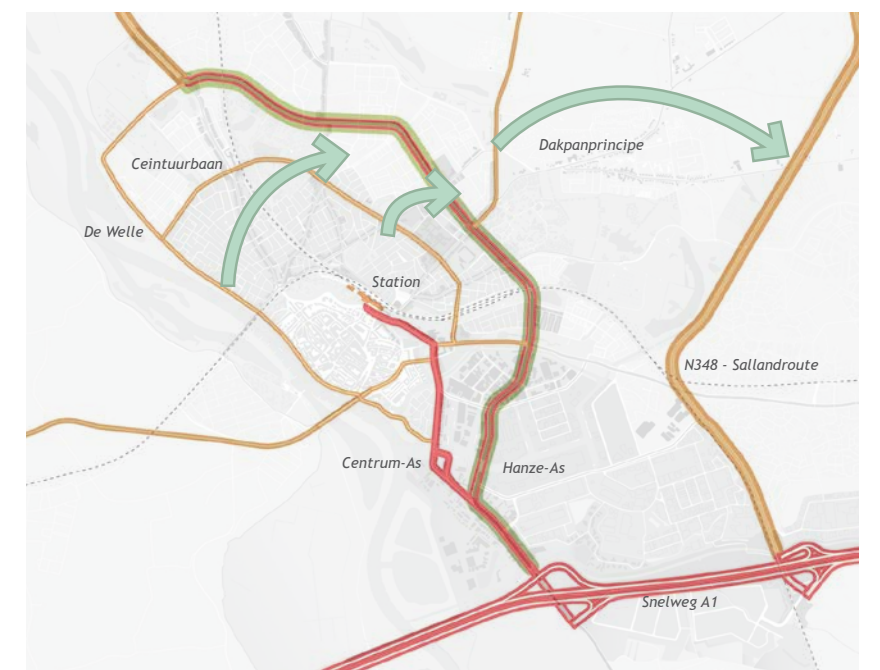 Dakpanprincipe
Ceintuurbaan
De Welle
Station
N348 - Sallandroute
Centrum-As
Hanze-As
Snelweg A1